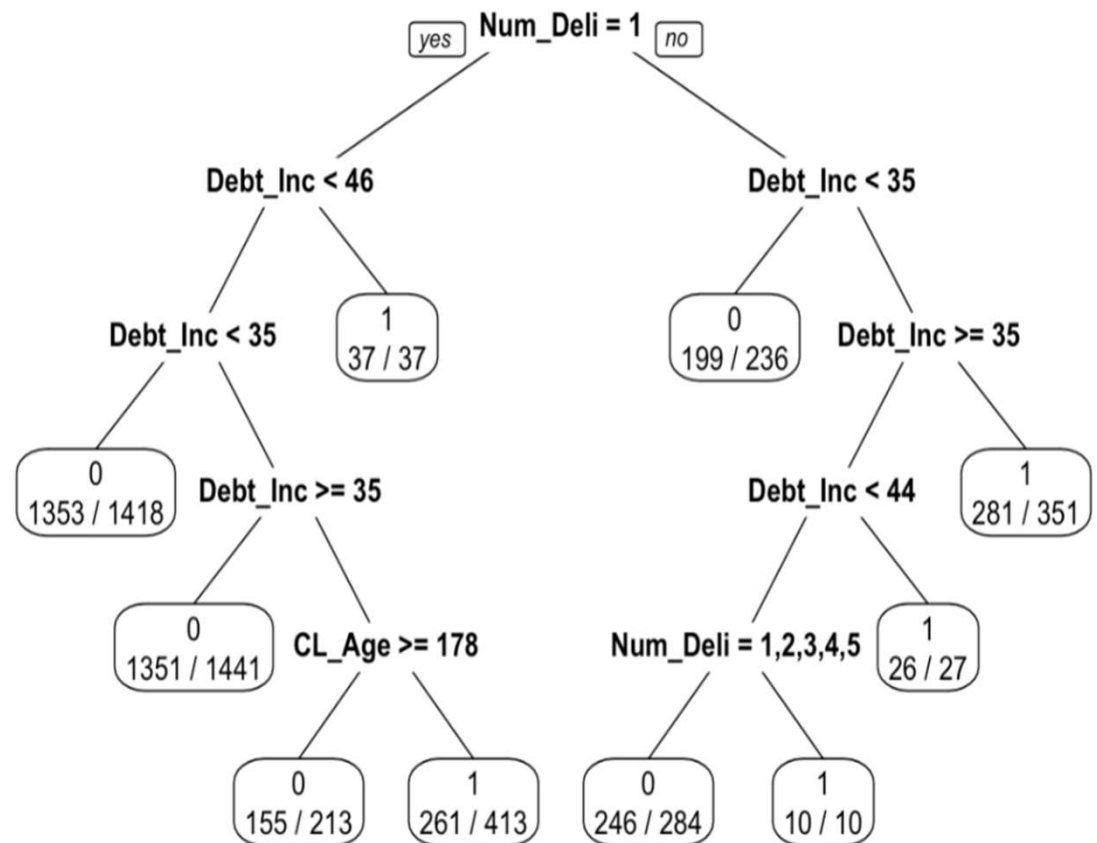 yes Num_Deli = 1 no
Debt_Inc < 46 Debt_Inc < 35
Debt_Inc < 35
1
37 / 37
0
199 / 236
Debt_Inc >= 35
0
1353 / 1418
Debt_Inc >= 35
Debt_Inc < 44
1
281 / 351
0
1351 / 1441
CL_Age >= 178
Num_Deli = 1,2,3,4,5
1
26 / 27
0
155 / 213
1
261 / 413
0
246 / 284
1
10 / 10